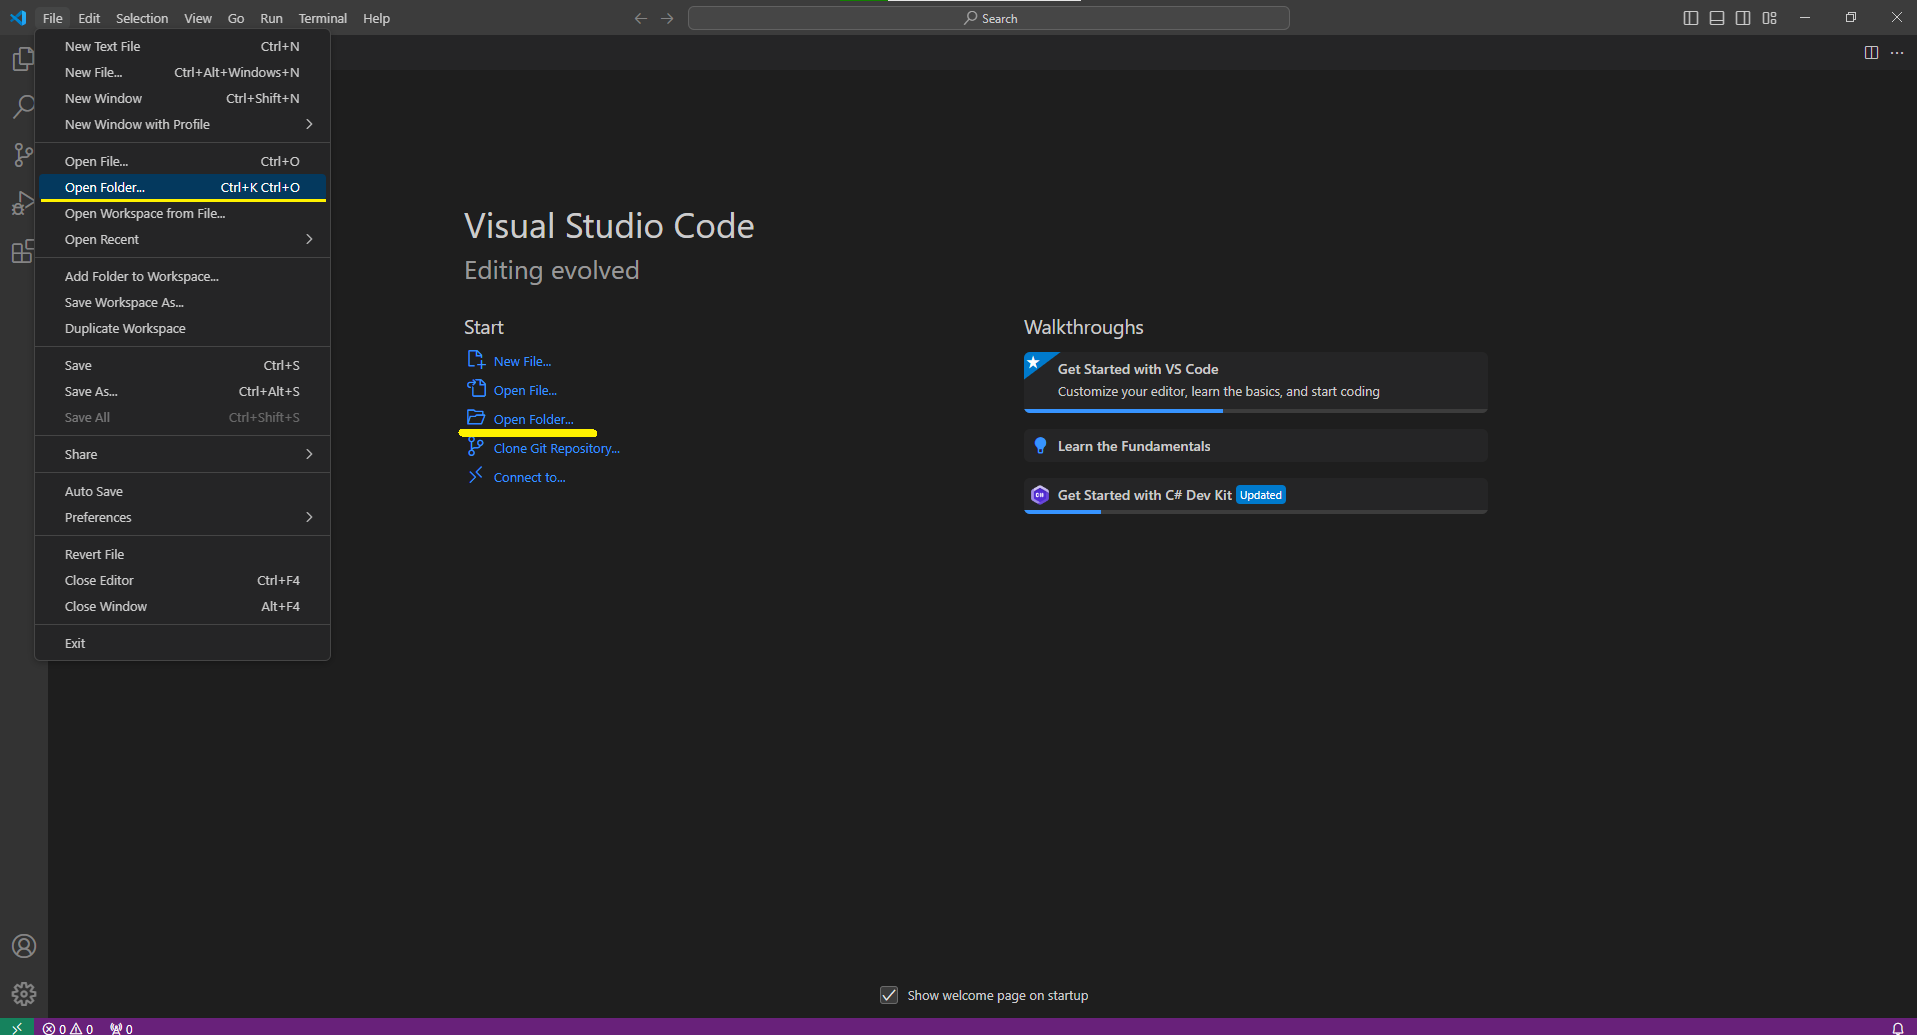 File Edit Selection View Go Run Terminal Help
Search
New Text File Ctrl+N
New File... Ctrl+Alt+Windows+N
New Window Ctrl+Shift+N
New Window with Profile
Open File... Ctrl+O
Open Folder... Ctrl+K Ctrl+O
Open Workspace from File...
Open Recent
Add Folder to Workspace...
Save Workspace As...
Duplicate Workspace
Save Ctrl+S
Save As... Ctrl+Alt+S
Save All Ctrl+Shift+S
Share
Auto Save
Preferences
Revert File
Close Editor Ctrl+F4
Close Window Alt+F4
Exit
Visual Studio Code
Editing evolved
Start
New File...
Open File...
Open Folder...
Clone Git Repository...
Connect to...
Walkthroughs
Get Started with VS Code
Customize your editor, learn the basics, and start coding
Learn the Fundamentals
Get Started with C# Dev Kit Updated
Show welcome page on startup
0 0 0